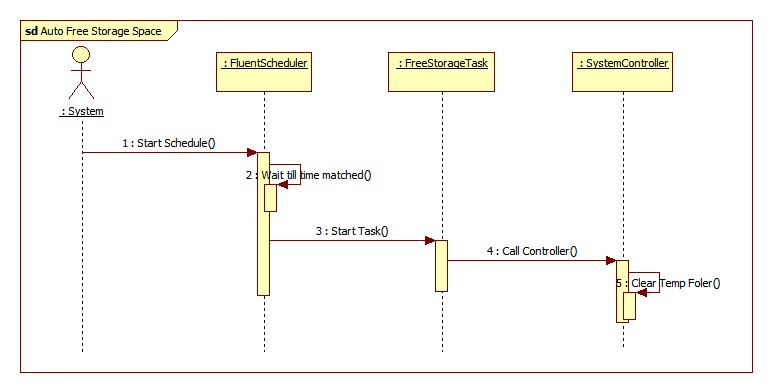 sd Auto Free Storage Space
: System
: FluentScheduler
: FreeStorageTask
: SystemController
1 : Start Schedule()
2 : Wait till time matched()
3 : Start Task()
4 : Call Controller()
5 : Clear Temp Foler()